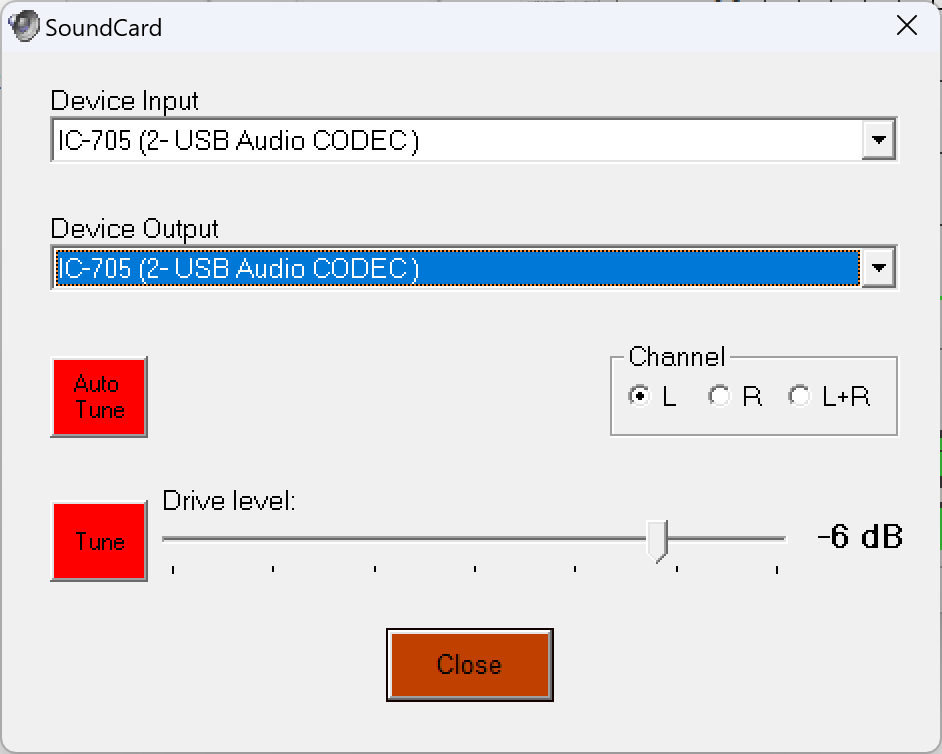 SoundCard
Device Input
IC-705 (2- USB Audio CODEC )
Device Output
IC-705 (2- USB Audio CODEC )
Auto
Tune
Channel
L R L+R
Drive level:
Tune
-6 dB
Close